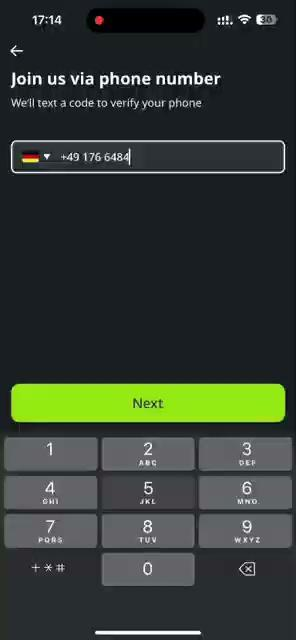 17:14
30
Join us via phone number
We'll text a code to verify your phone
+49 176 6484
Next
1
2 ABC
3 DEF
4 GHI
5 JKL
6 MNO
7 PQRS
8 TUV
9 WXYZ
+ * #
0